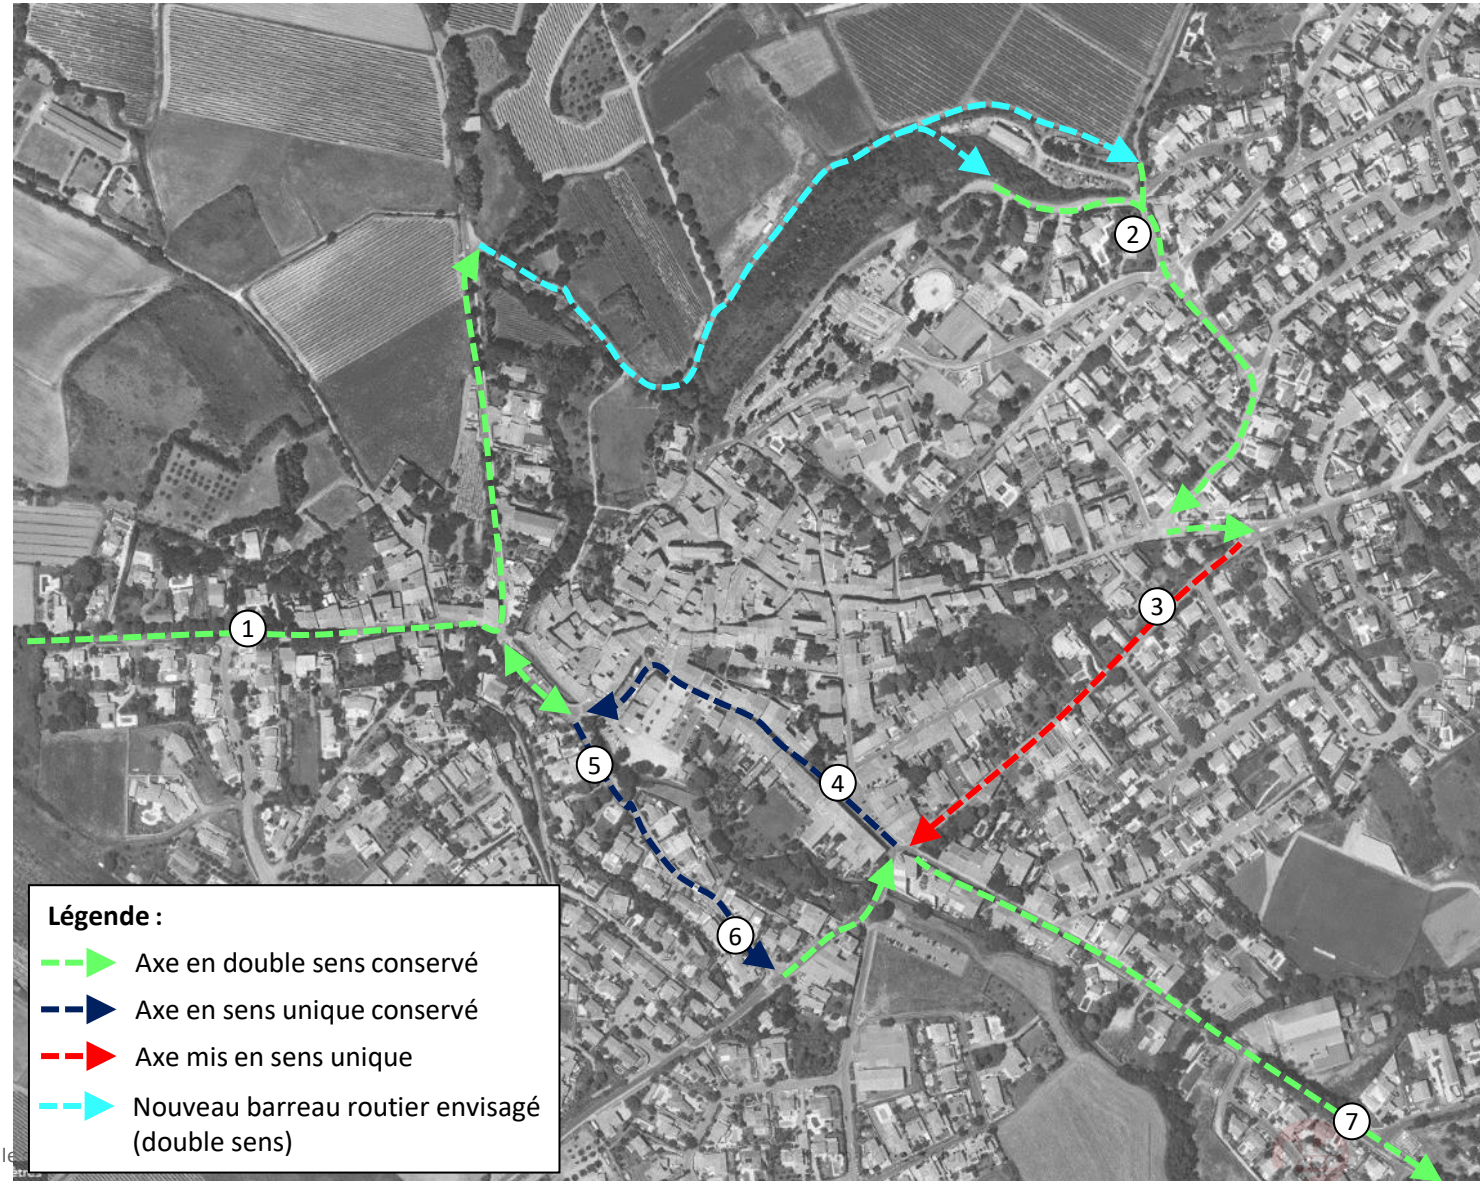 2
3
1
5
4
6
7
Légende :
Axe en double sens conservé
Axe en sens unique conservé
Axe mis en sens unique
Nouveau barreau routier envisagé
(double sens)
le